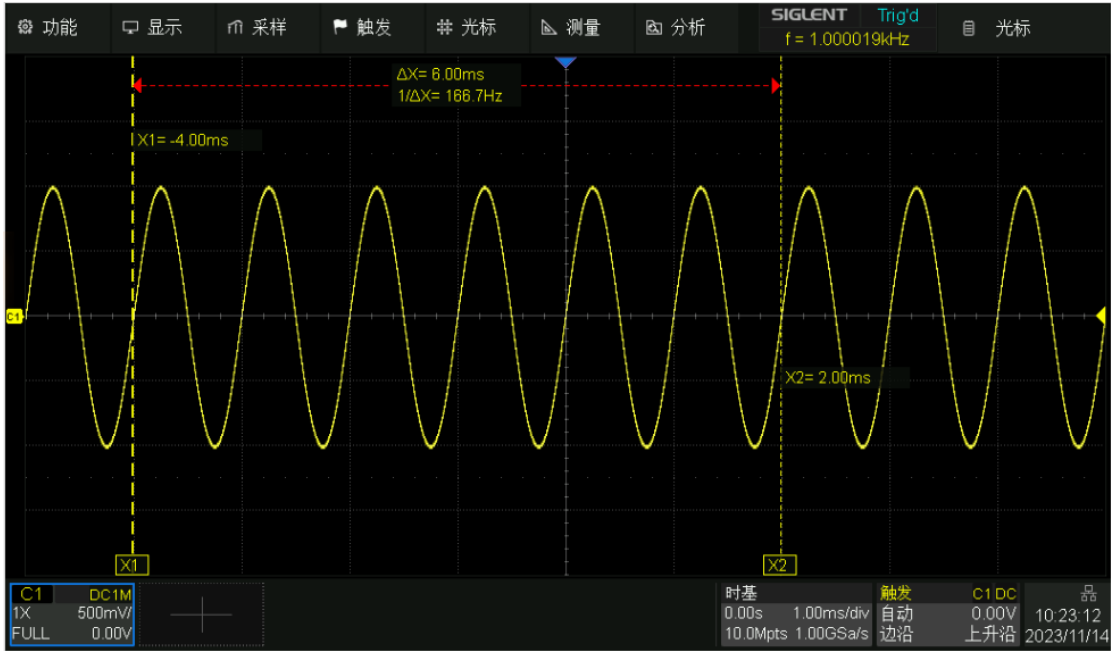 功能 显示 采样 触发 光标 测量 分析 SIGLENT Trig'd 光标
f = 1.000019kHz
ΔX= 6.00ms
1/ΔX= 166.7Hz
X1= -4.00ms
C1
X2= 2.00ms
X1 X2
C1 DC1M
1X 500mV/
FULL 0.00V
时基
0.00s 1.00ms/div
10.0Mpts 1.00GSa/s
触发 C1 DC
自动 0.00V
边沿 上升沿
10:23:12
2023/11/14